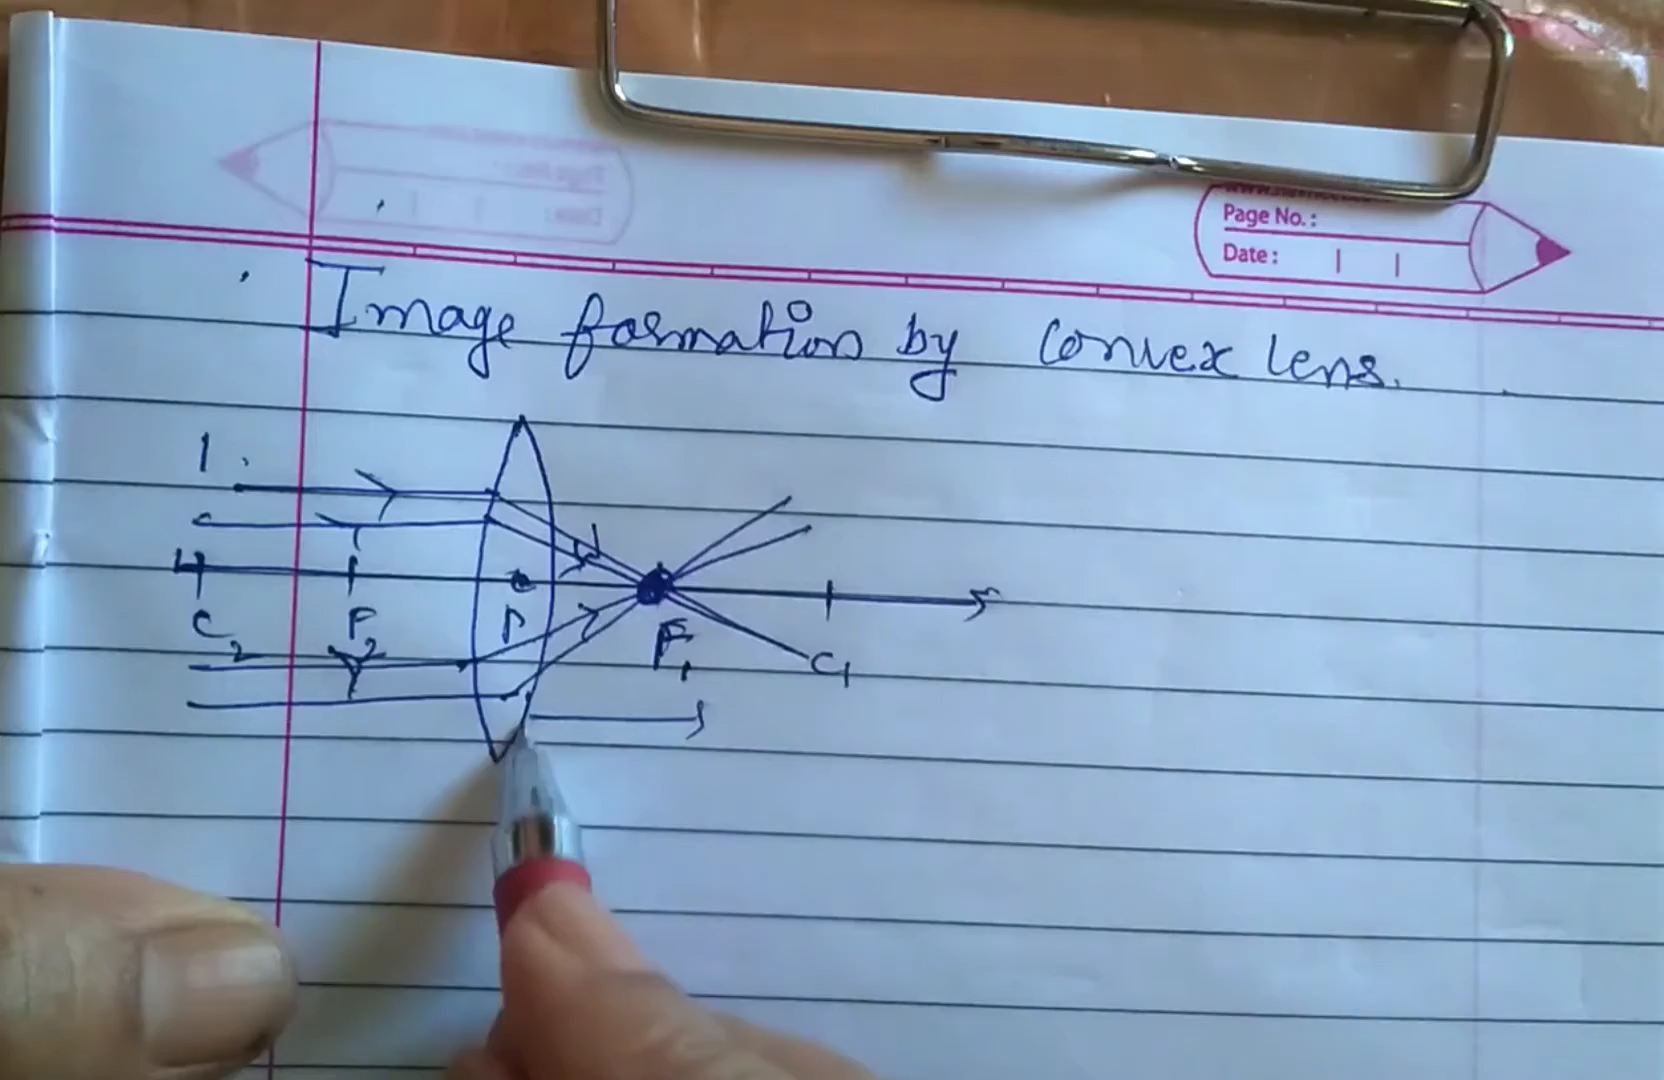 Page No. :
Date :
Image formation by convex lens.
1.
C2 F2 P F1 C1